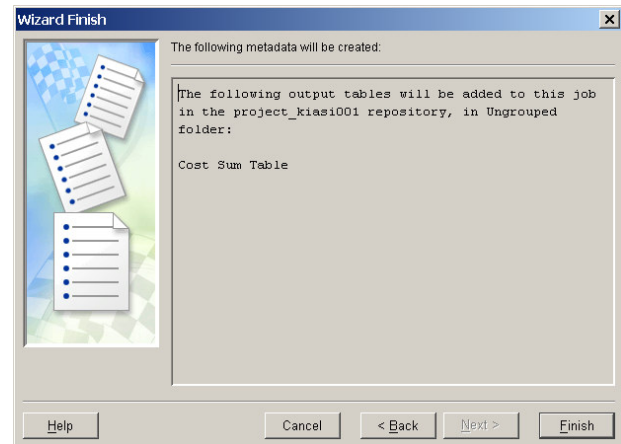 Wizard Finish
The following metadata will be created:
The following output tables will be added to this job
in the project_kiasi001 repository, in Ungrouped
folder:
Cost Sum Table
Help
Cancel
< Back
Next >
Finish